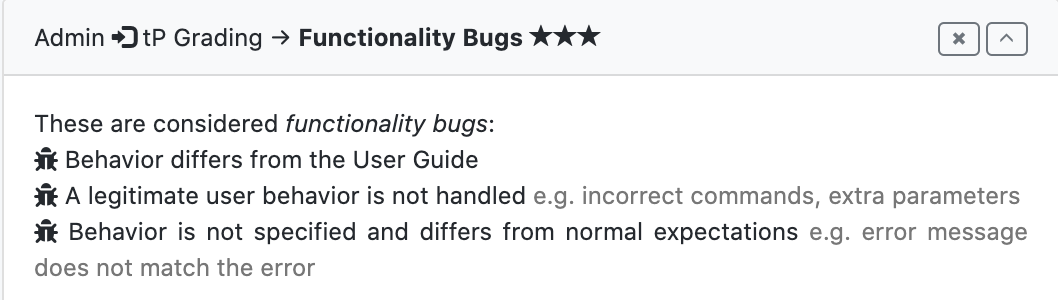 Admin tP Grading → Functionality Bugs ★★★
These are considered functionality bugs:
Behavior differs from the User Guide
A legitimate user behavior is not handled e.g. incorrect commands, extra parameters
Behavior is not specified and differs from normal expectations e.g. error message
does not match the error